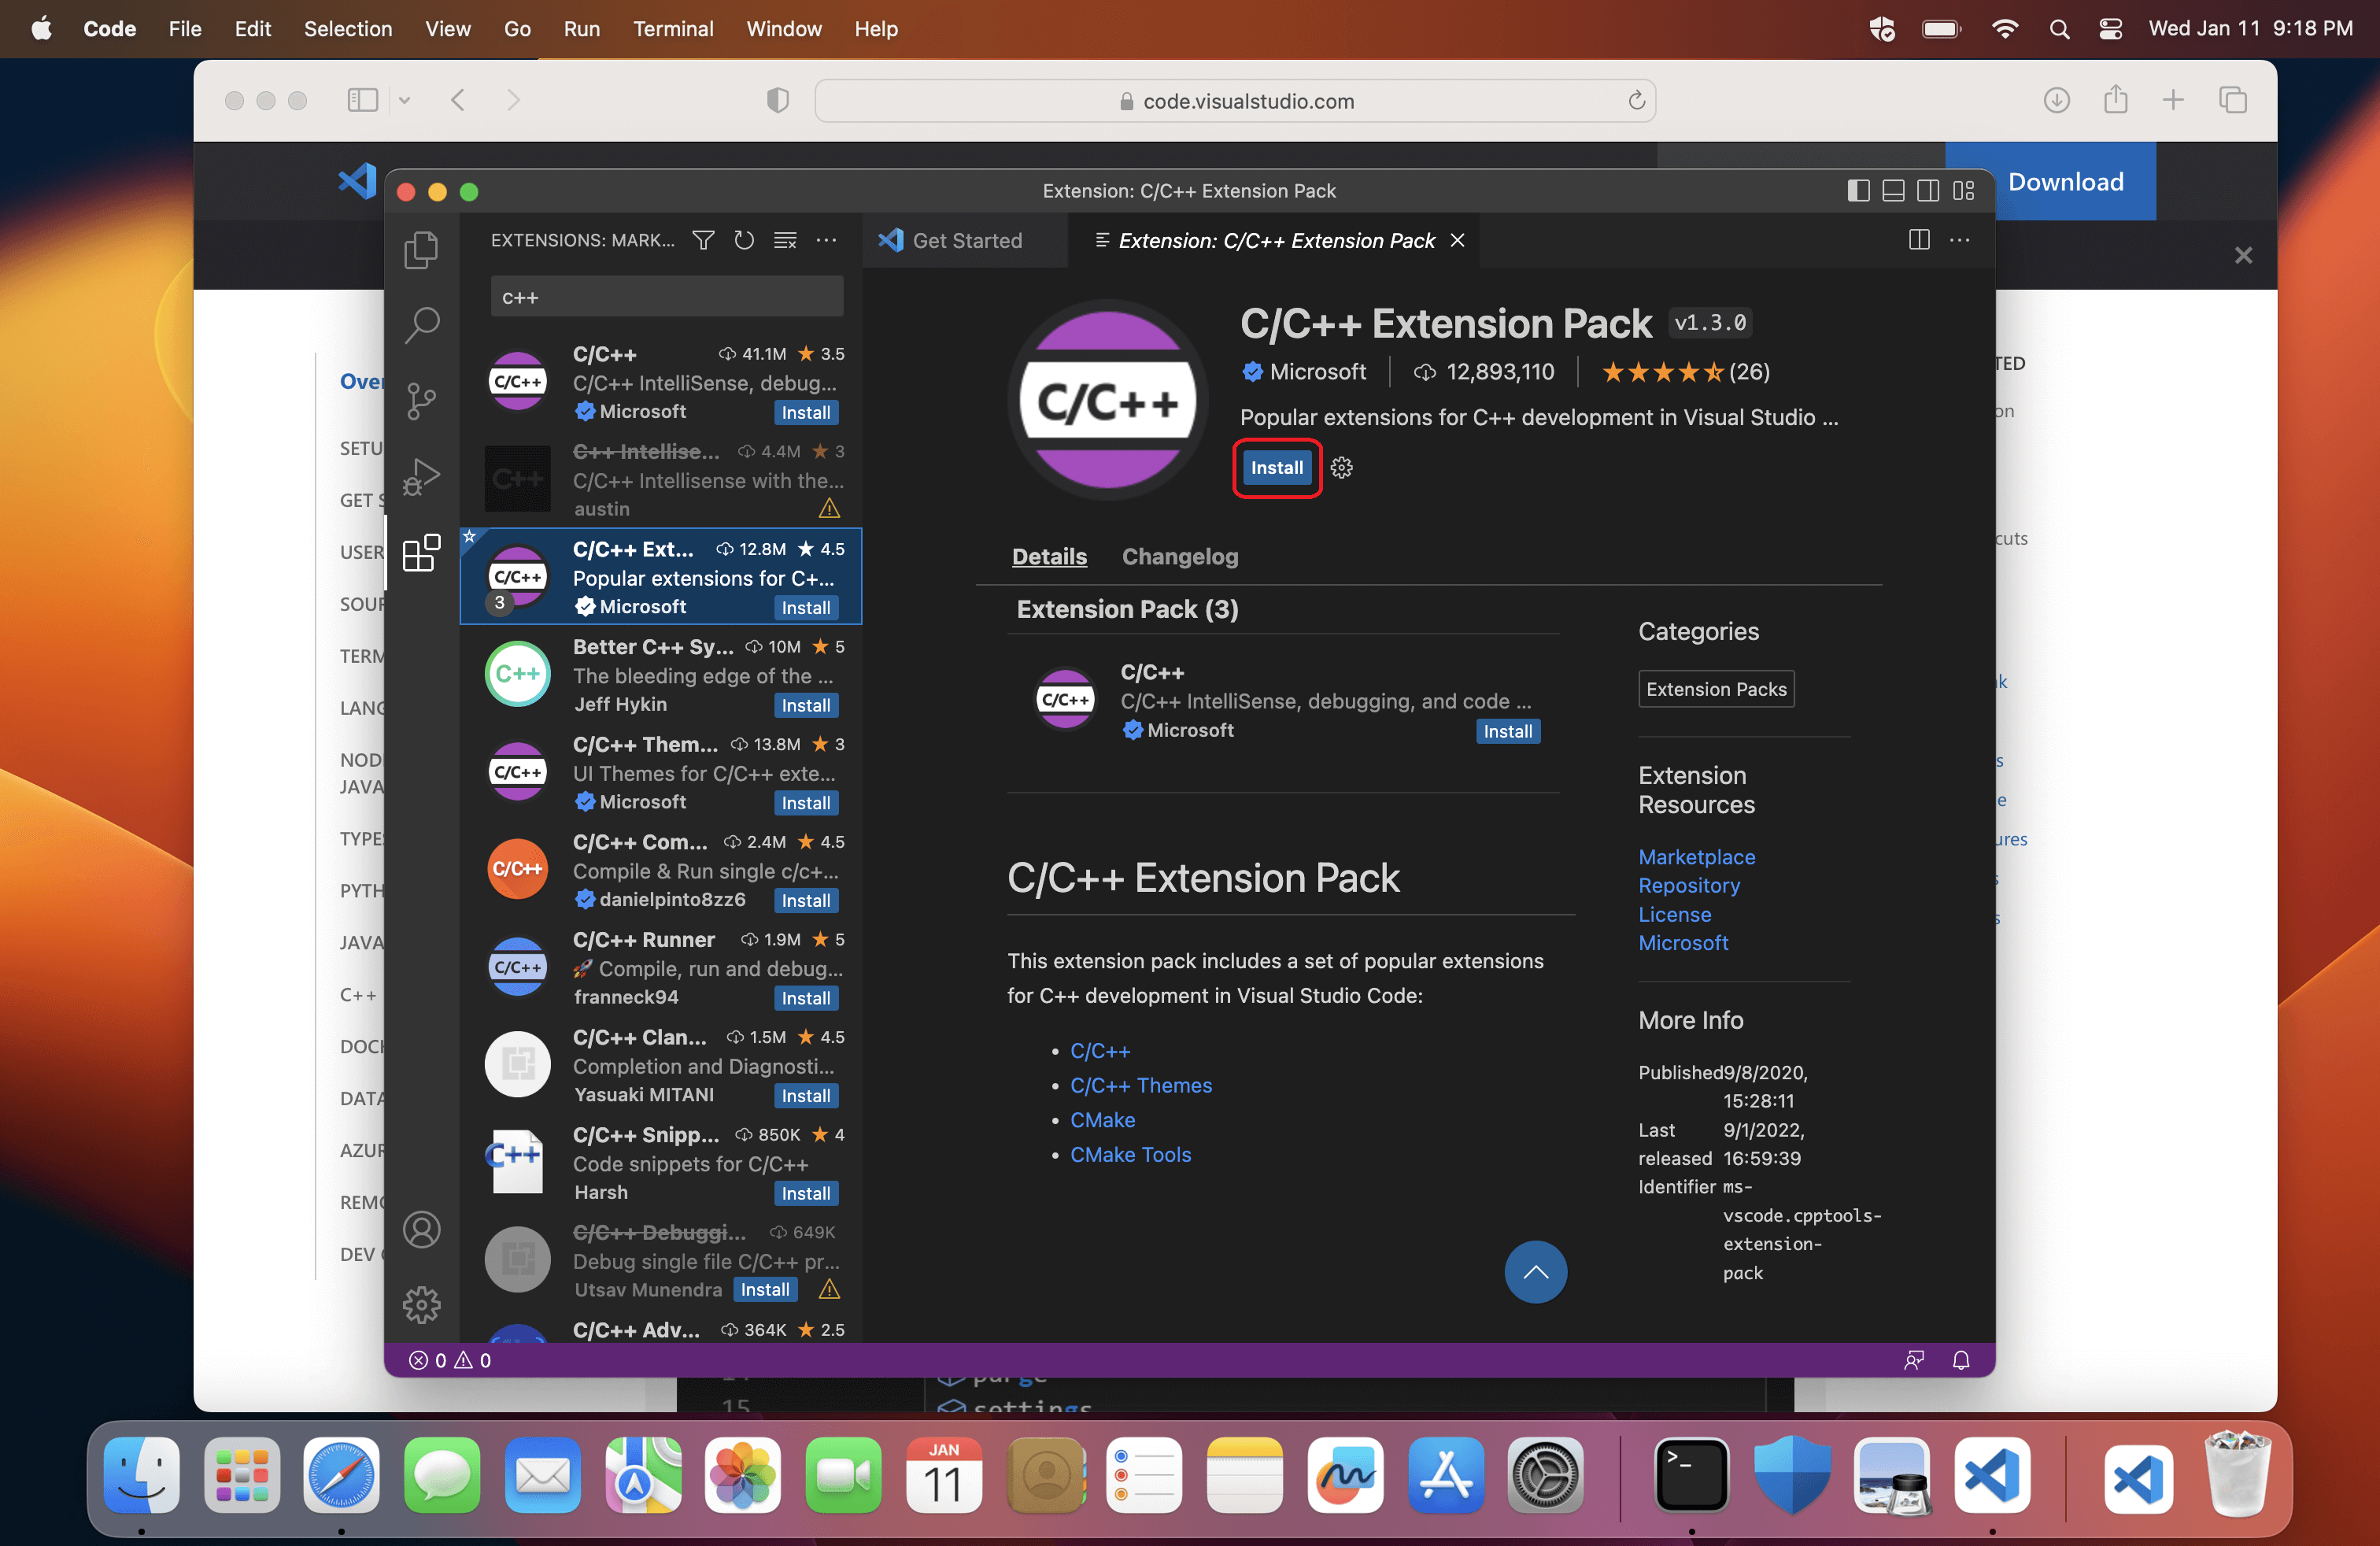 Code File Edit Selection View Go Run Terminal Window Help Wed Jan 11 9:18 PM
code.visualstudio.com
Download
Extension: C/C++ Extension Pack
EXTENSIONS: MARK...
Get Started
Extension: C/C++ Extension Pack
c++
C/C++ 41.1M 3.5
C/C++ IntelliSense, debug...
Microsoft Install
C++ Intellise... 4.4M 3
C/C++ Intellisense with the...
austin
C/C++ Ext... 12.8M 4.5
Popular extensions for C+...
3 Microsoft Install
Better C++ Sy... 10M 5
The bleeding edge of the ...
Jeff Hykin Install
C/C++ Them... 13.8M 3
UI Themes for C/C++ exte...
Microsoft Install
C/C++ Com... 2.4M 4.5
Compile & Run single c/c+...
danielpinto8zz6 Install
C/C++ Runner 1.9M 5
🚀 Compile, run and debug...
franneck94 Install
C/C++ Clan... 1.5M 4.5
Completion and Diagnosti...
Yasuaki MITANI Install
C/C++ Snipp... 850K 4
Code snippets for C/C++
Harsh Install
C/C++ Debuggi... 649K
Debug single file C/C++ pr...
Utsav Munendra Install
C/C++ Adv... 364K 2.5
0 0
C/C++
C/C++
C/C++
C++
C/C++
C/C++
C/C++
C++
C/C++
C/C++ Extension Pack v1.3.0
Microsoft 12,893,110 (26)
Popular extensions for C++ development in Visual Studio ...
Install
Details Changelog
Extension Pack (3)
C/C++
C/C++
C/C++ IntelliSense, debugging, and code ...
Microsoft Install
C/C++ Extension Pack
This extension pack includes a set of popular extensions
for C++ development in Visual Studio Code:
• C/C++
• C/C++ Themes
• CMake
• CMake Tools
Categories
Extension Packs
Extension
Resources
Marketplace
Repository
License
Microsoft
More Info
Published 9/8/2020,
15:28:11
Last 9/1/2022,
released 16:59:39
Identifier ms-
vscode.cpptools-
extension-
pack
Over
SETU
GET S
USER
SOUR
TERM
LANG
NOD
JAVA
TYPES
PYTH
JAVA
C++
DOCK
DATA
AZUR
REMO
DEV
TED
on
cuts
k
s
e
ures
s
s
15
settings
JAN
11